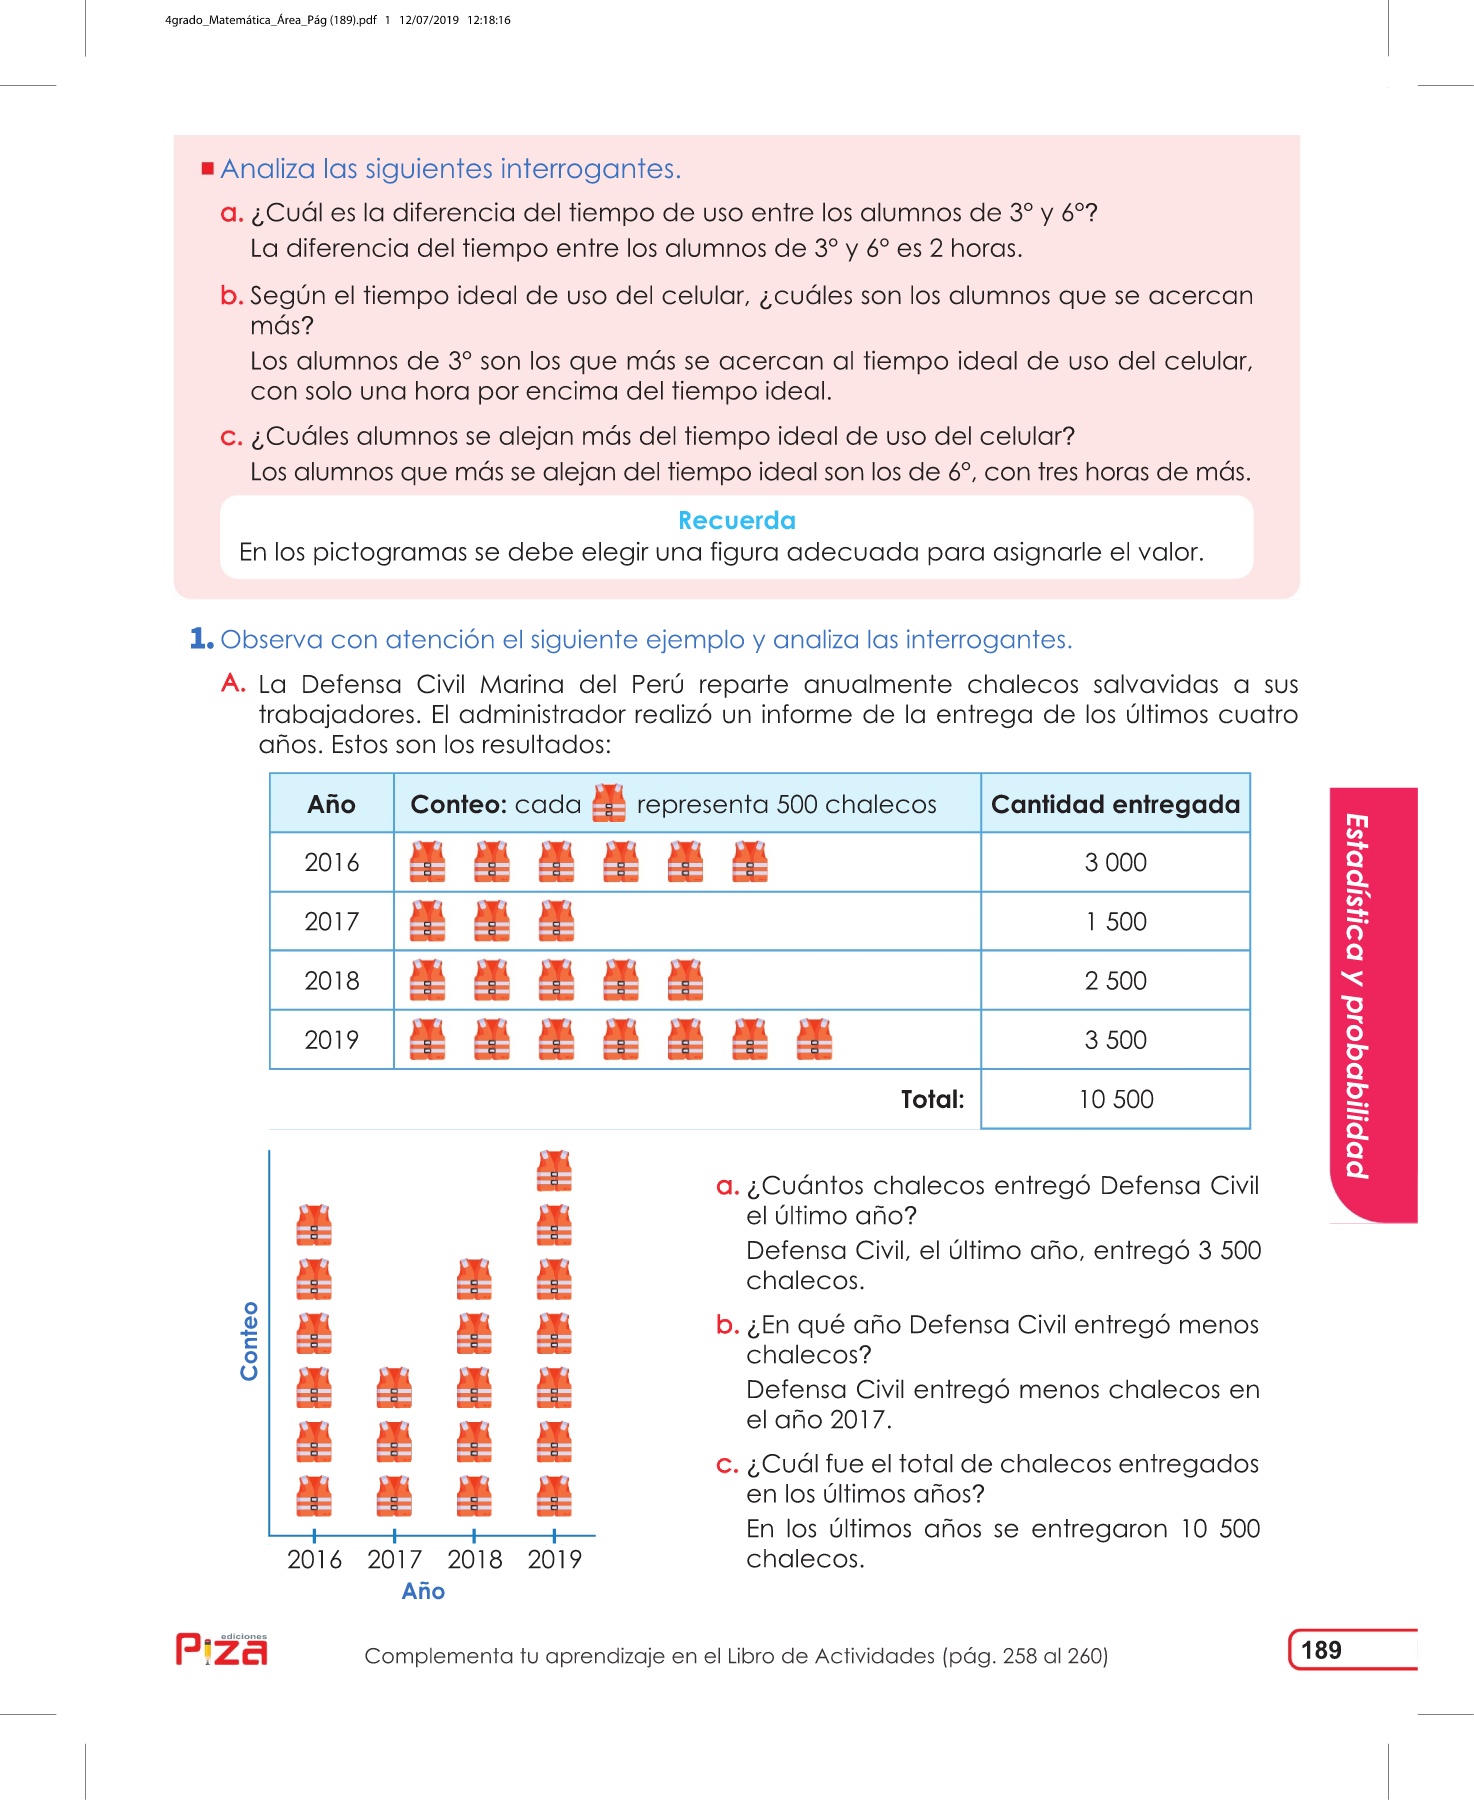 4grado_Matemática_Área_Pág (189).pdf 1 12/07/2019 12:18:16
Analiza las siguientes interrogantes.
a. ¿Cuál es la diferencia del tiempo de uso entre los alumnos de 3° y 6°?
La diferencia del tiempo entre los alumnos de 3° y 6° es 2 horas.
b. Según el tiempo ideal de uso del celular, ¿cuáles son los alumnos que se acercan
más?
Los alumnos de 3° son los que más se acercan al tiempo ideal de uso del celular,
con solo una hora por encima del tiempo ideal.
c. ¿Cuáles alumnos se alejan más del tiempo ideal de uso del celular?
Los alumnos que más se alejan del tiempo ideal son los de 6°, con tres horas de más.
Recuerda
En los pictogramas se debe elegir una figura adecuada para asignarle el valor.
1. Observa con atención el siguiente ejemplo y analiza las interrogantes.
A. La Defensa Civil Marina del Perú reparte anualmente chalecos salvavidas a sus
trabajadores. El administrador realizó un informe de la entrega de los últimos cuatro
años. Estos son los resultados:
Año Conteo: cada representa 500 chalecos Cantidad entregada
2016 3 000
2017 1 500
2018 2 500
2019 3 500
Total: 10 500
Estadística y probabilidad
Conteo
2016 2017 2018 2019
Año
a. ¿Cuántos chalecos entregó Defensa Civil
el último año?
Defensa Civil, el último año, entregó 3 500
chalecos.
b. ¿En qué año Defensa Civil entregó menos
chalecos?
Defensa Civil entregó menos chalecos en
el año 2017.
c. ¿Cuál fue el total de chalecos entregados
en los últimos años?
En los últimos años se entregaron 10 500
chalecos.
ediciones
Piza
Complementa tu aprendizaje en el Libro de Actividades (pág. 258 al 260)
189